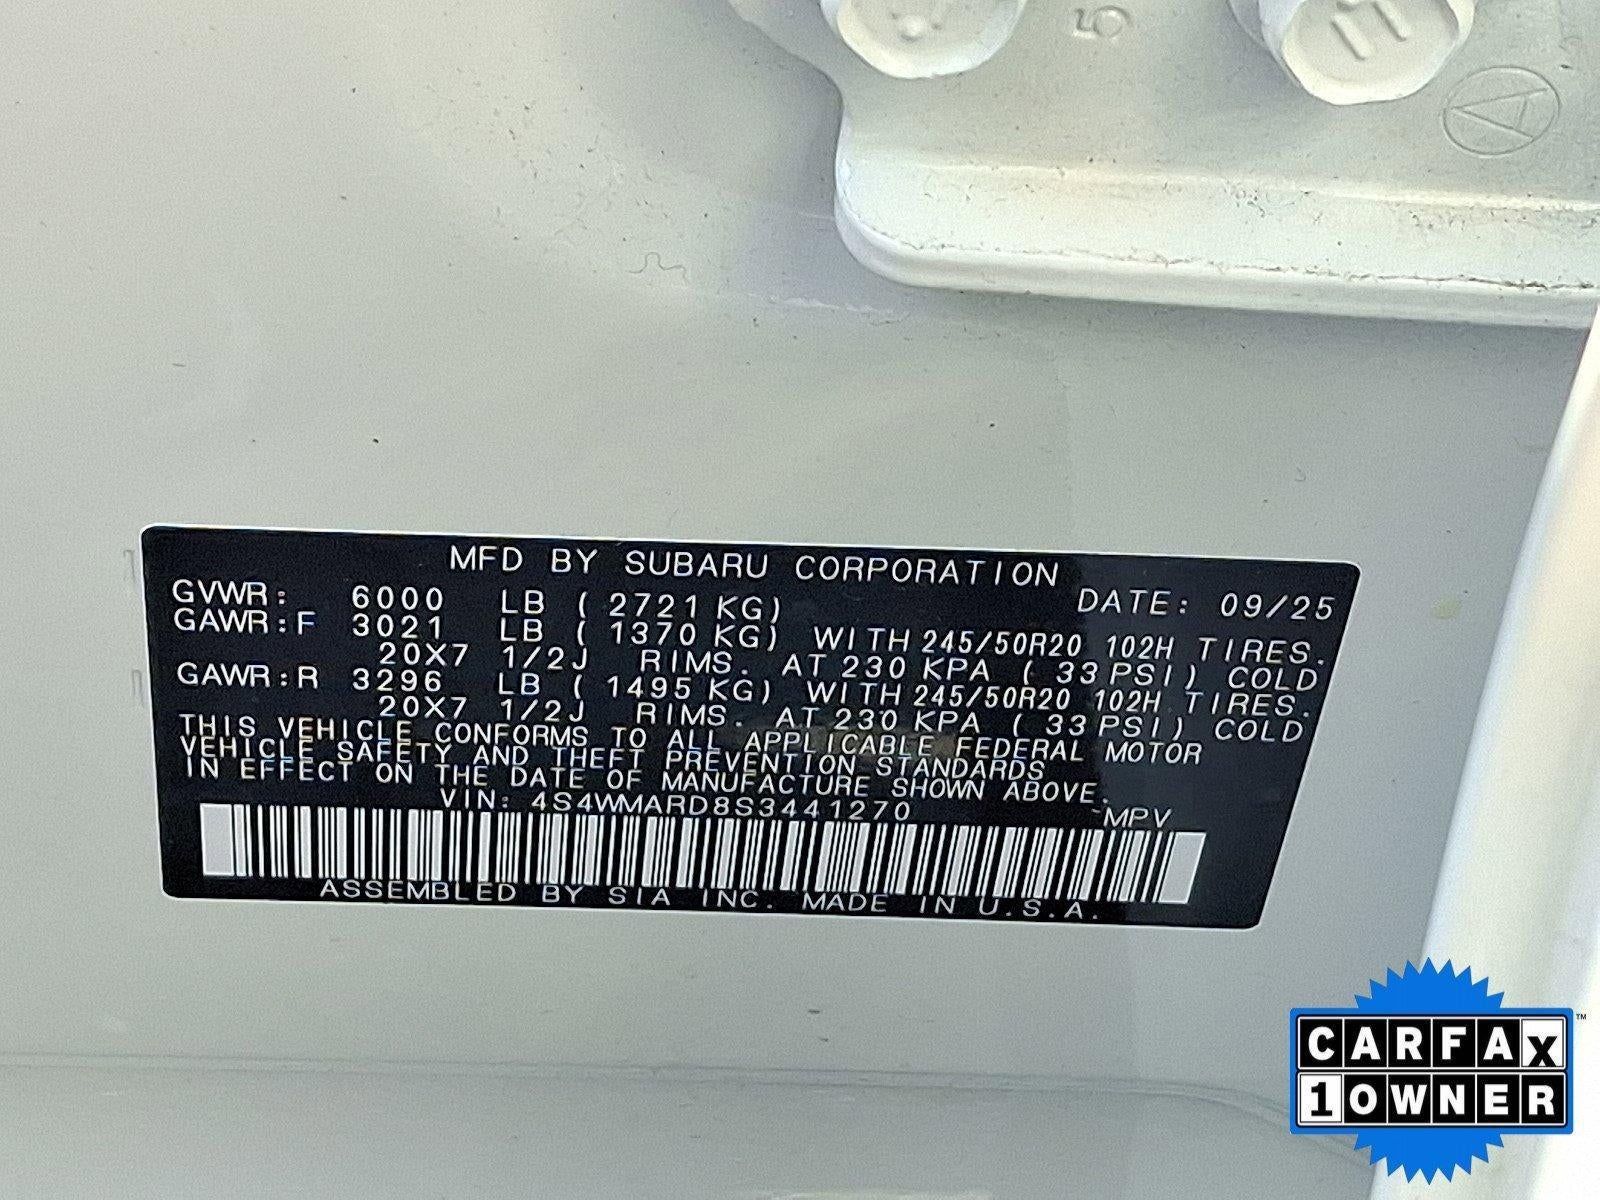 5
A
MFD BY SUBARU CORPORATION
GVWR: 6000 LB ( 2721 KG) DATE: 09/25
GAWR:F 3021 LB ( 1370 KG) WITH 245/50R20 102H TIRES.
20X7 1/2J RIMS. AT 230 KPA ( 33 PSI) COLD
GAWR:R 3296 LB ( 1495 KG) WITH 245/50R20 102H TIRES.
20X7 1/2J RIMS. AT 230 KPA ( 33 PSI) COLD
THIS VEHICLE CONFORMS TO ALL APPLICABLE FEDERAL MOTOR
VEHICLE SAFETY AND THEFT PREVENTION STANDARDS
IN EFFECT ON THE DATE OF MANUFACTURE SHOWN ABOVE.
VIN: 4S4WMARD8S3441270 MPV
ASSEMBLED BY SIA INC. MADE IN U.S.A.
CARFAX™
1 OWNER